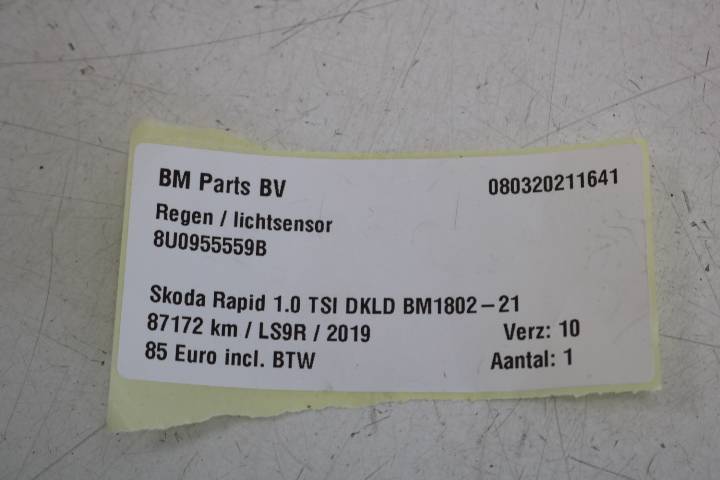 BM Parts BV 080320211641
Regen / lichtsensor
8U0955559B
Skoda Rapid 1.0 TSI DKLD BM1802-21
87172 km / LS9R / 2019 Verz: 10
85 Euro incl. BTW Aantal: 1